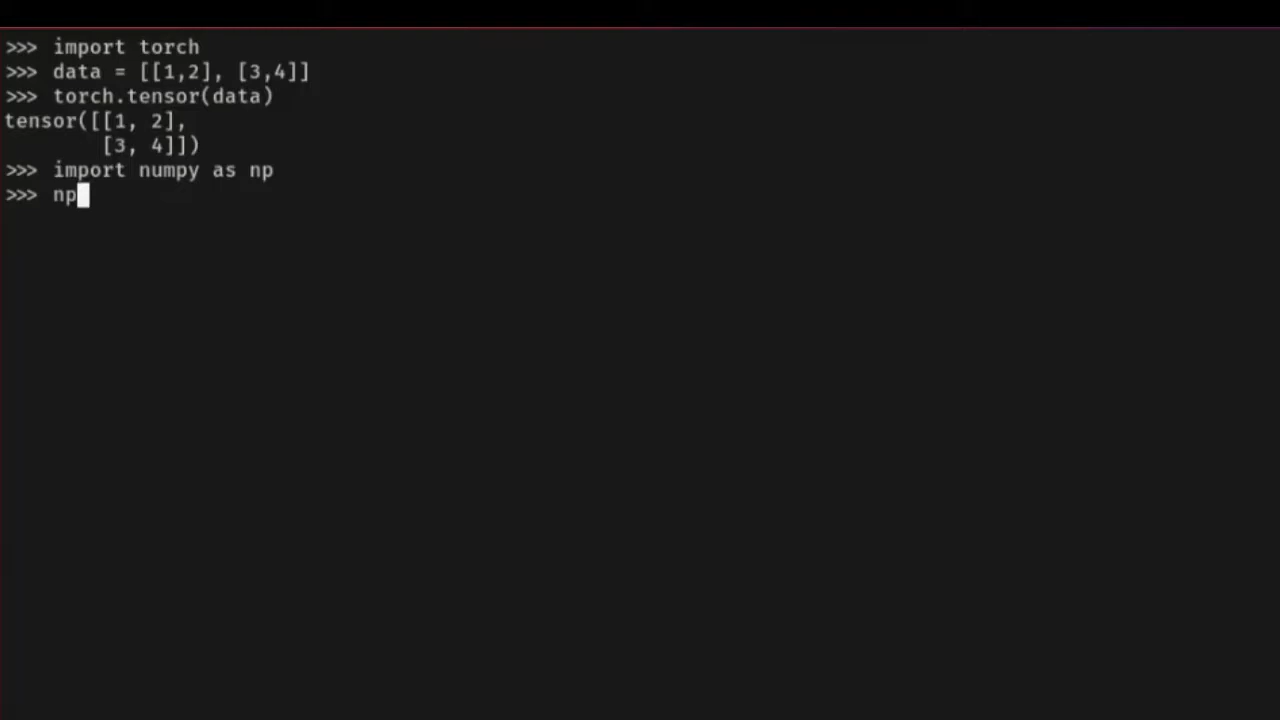 >>> import torch
>>> data = [[1,2], [3,4]]
>>> torch.tensor(data)
tensor([[1, 2],
        [3, 4]])
>>> import numpy as np
>>> np